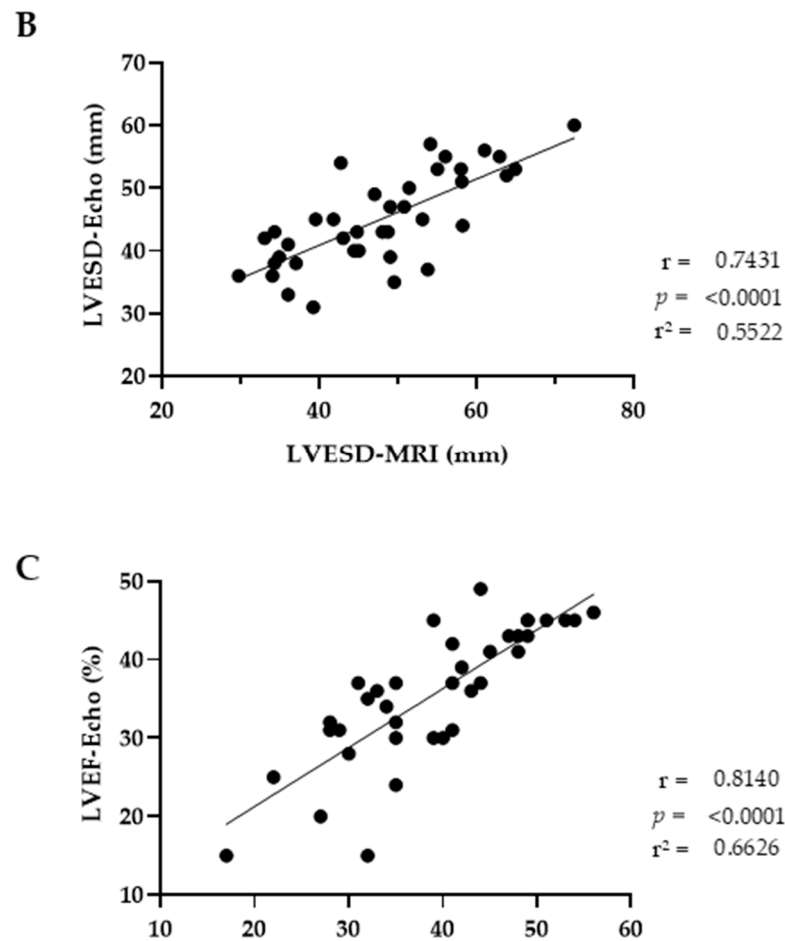 B
70
60
50
40
30
20
LVESD-Echo (mm)
20 40 60 80
LVESD-MRI (mm)
r = 0.7431
p = <0.0001
r² = 0.5522
C
50
40
30
20
10
LVEF-Echo (%)
10 20 30 40 50 60
r = 0.8140
p = <0.0001
r² = 0.6626